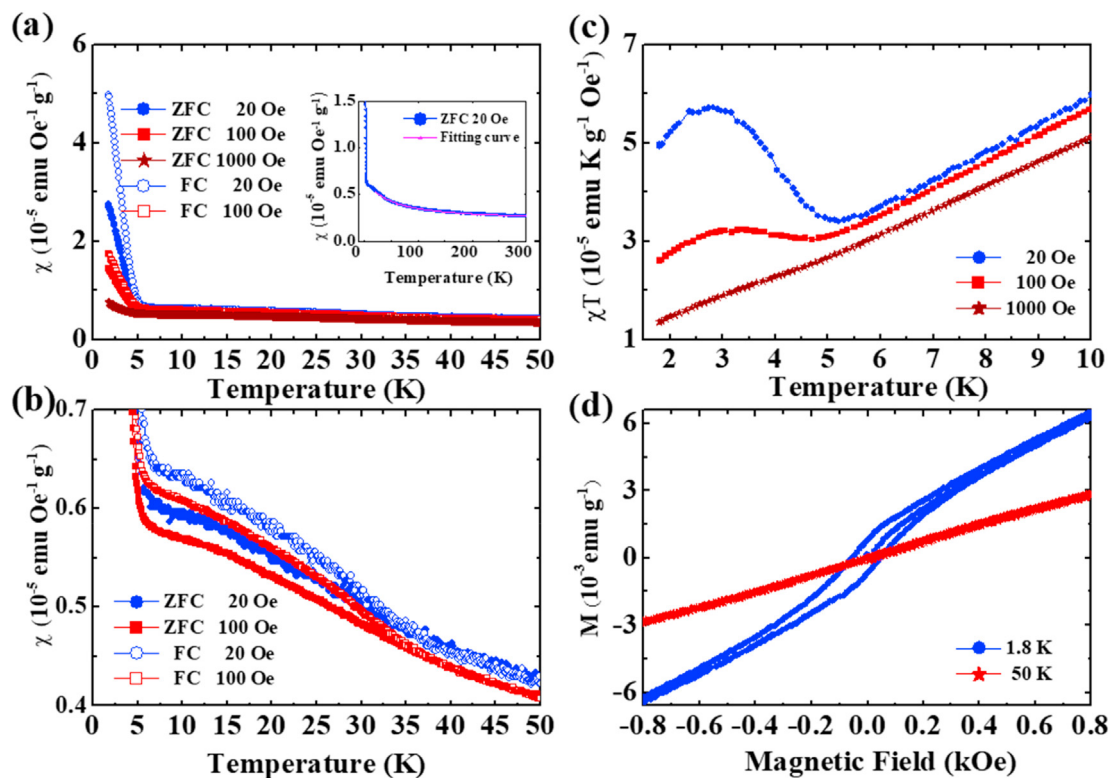 (a)
6
4
2
0
χ (10⁻⁵ emu Oe⁻¹ g⁻¹)
ZFC 20 Oe
ZFC 100 Oe
ZFC 1000 Oe
FC 20 Oe
FC 100 Oe
1.5
1.0
0.5
0.0
χ (10⁻⁵ emu Oe⁻¹ g⁻¹)
ZFC 20 Oe
Fitting curve
0 100 200 300
Temperature (K)
0 5 10 15 20 25 30 35 40 45 50
Temperature (K)
(b)
0.7
0.6
0.5
0.4
χ (10⁻⁵ emu Oe⁻¹ g⁻¹)
ZFC 20 Oe
ZFC 100 Oe
FC 20 Oe
FC 100 Oe
0 5 10 15 20 25 30 35 40 45 50
Temperature (K)
(c)
7
5
3
1
χT (10⁻⁵ emu K g⁻¹ Oe⁻¹)
20 Oe
100 Oe
1000 Oe
2 3 4 5 6 7 8 9 10
Temperature (K)
(d)
6
3
0
-3
-6
M (10⁻³ emu g⁻¹)
1.8 K
50 K
-0.8 -0.6 -0.4 -0.2 0.0 0.2 0.4 0.6 0.8
Magnetic Field (kOe)